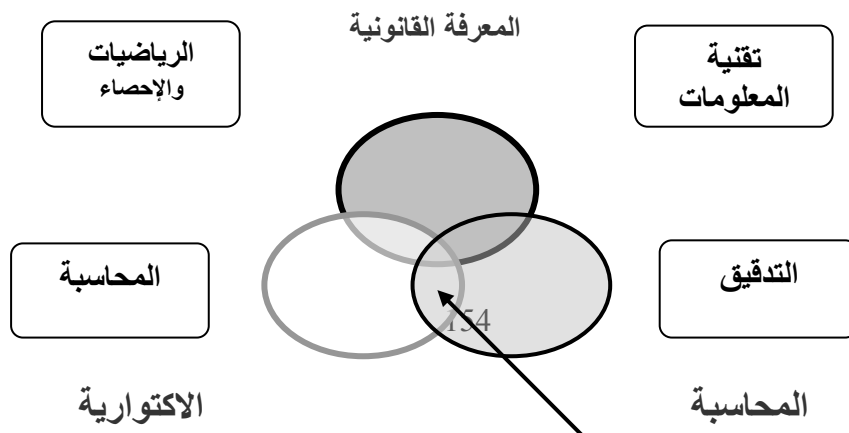 المعرفة القانونية
تقنية
المعلومات
الرياضيات
والإحصاء
التدقيق
المحاسبة
154
المحاسبة
الاكتوارية